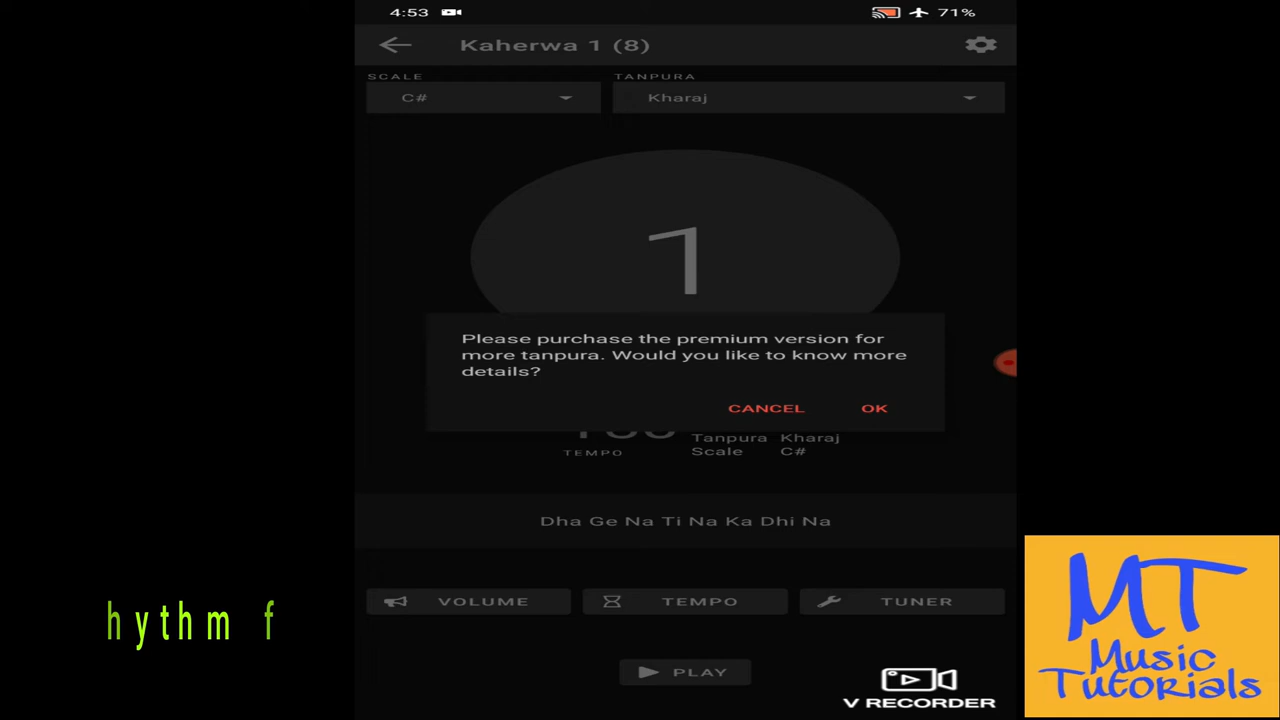 4:53
71%
Kaherwa 1 (8)
SCALE
TANPURA
C#
Kharaj
1
Please purchase the premium version for
more tanpura. Would you like to know more
details?
CANCEL
OK
Tanpura Kharaj
TEMPO
Scale C#
Dha Ge Na Ti Na Ka Dhi Na
VOLUME
TEMPO
TUNER
hythm f
PLAY
V RECORDER
MT
Music
Tutorials